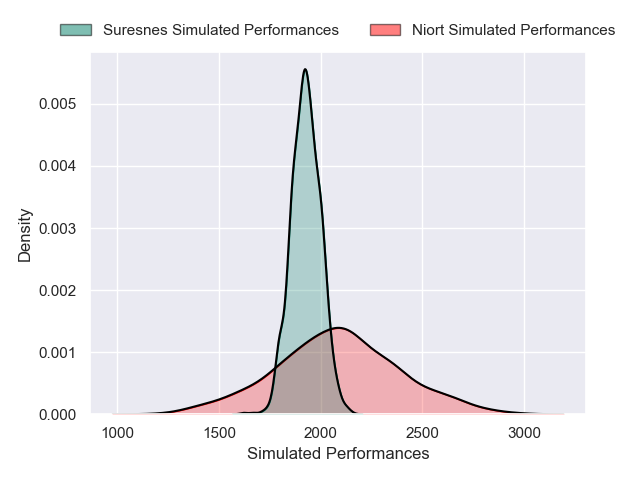 Suresnes Simulated Performances Niort Simulated Performances
0.005
0.004
0.003
0.002
0.001
0.000
Density
1000 1500 2000 2500 3000
Simulated Performances